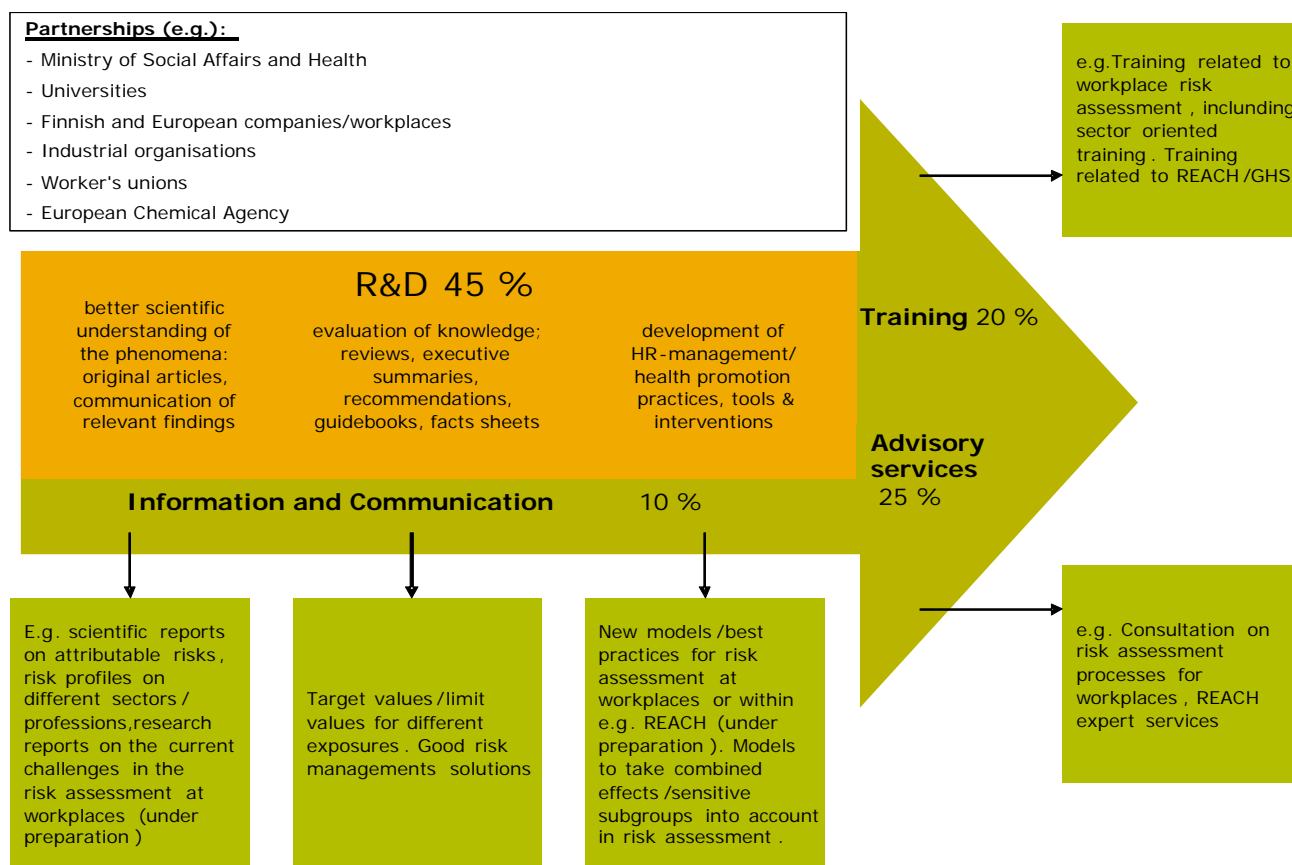 Partnerships (e.g.):
- Ministry of Social Affairs and Health
- Universities
- Finnish and European companies/workplaces
- Industrial organisations
- Worker's unions
- European Chemical Agency
e.g.Training related to
workplace risk
assessment , inclunding
sector oriented
training . Training
related to REACH /GHS
R&D 45 %
better scientific
understanding of
the phenomena:
original articles,
communication of
relevant findings
evaluation of knowledge;
reviews, executive
summaries,
recommendations,
guidebooks, facts sheets
development of
HR-management/
health promotion
practices, tools &
interventions
Training 20 %
Advisory
services
25 %
Information and Communication 10 %
E.g. scientific reports
on attributable risks,
risk profiles on
different sectors /
professions,research
reports on the current
challenges in the
risk assessment at
workplaces (under
preparation )
Target values /limit
values for different
exposures . Good risk
managements solutions
New models /best
practices for risk
assessment at
workplaces or within
e.g. REACH (under
preparation ). Models
to take combined
effects /sensitive
subgroups into account
in risk assessment .
e.g. Consultation on
risk assessment
processes for
workplaces , REACH
expert services